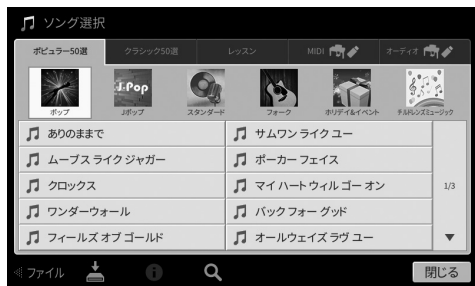 ソング選択
ポピュラー50選 クラシック50選 レッスン MIDI オーディオ
J-Pop
ポップ Jポップ スタンダード フォーク ホリデイ&イベント チルドレンズミュージック
ありのままで サムワン ライク ユー
ムーブス ライク ジャガー ポーカー フェイス
クロックス マイ ハート ウィル ゴー オン
1/3
ワンダーウォール バック フォー グッド
フィールズ オブ ゴールド オールウェイズ ラヴ ユー
ファイル 閉じる